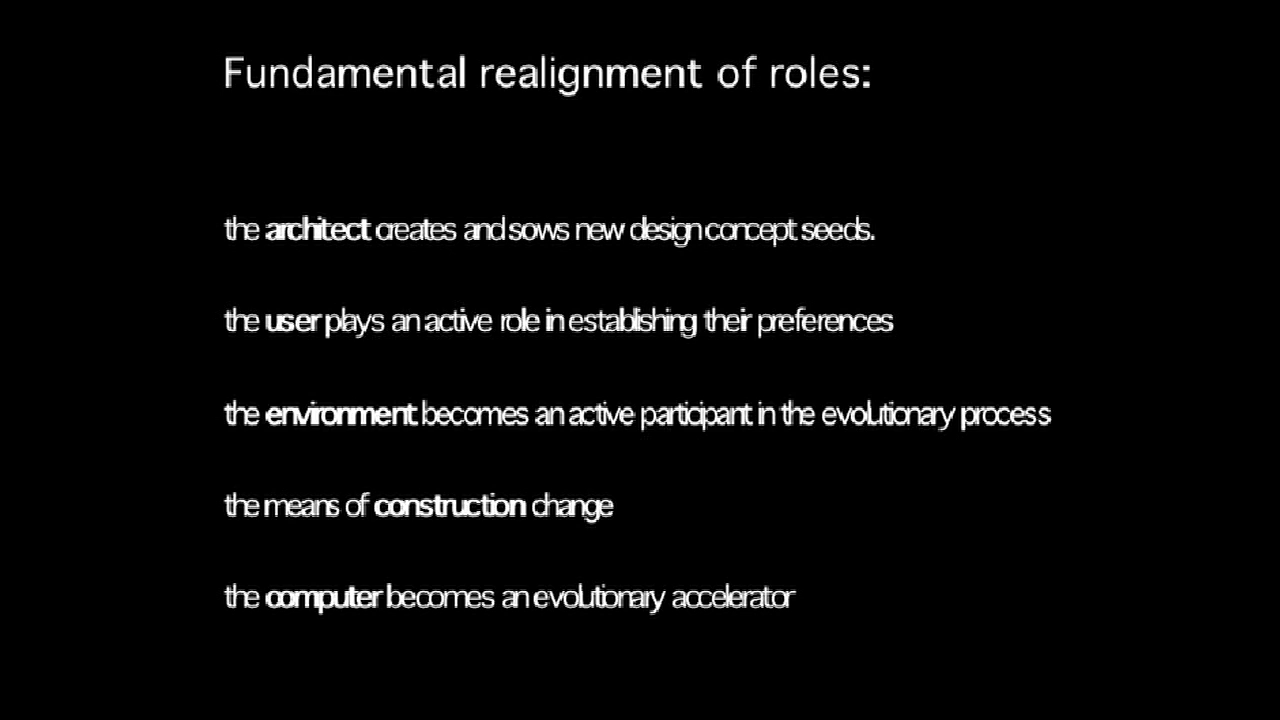 Fundamental realignment of roles:
the architect creates and sows new design concept seeds.
the user plays an active role in establishing their preferences
the environment becomes an active participant in the evolutionary process
the means of construction change
the computer becomes an evolutionary accelerator